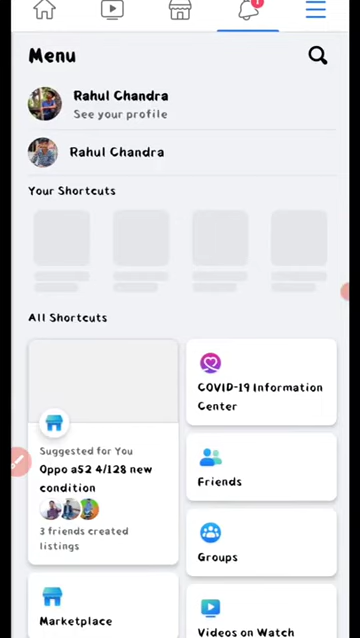 1
Menu
Rahul Chandra
See your profile
Rahul Chandra
Your Shortcuts
All Shortcuts
Suggested for You
Oppo a52 4/128 new
condition
3 friends created
listings
Marketplace
COVID-19 Information
Center
Friends
Groups
Videos on Watch